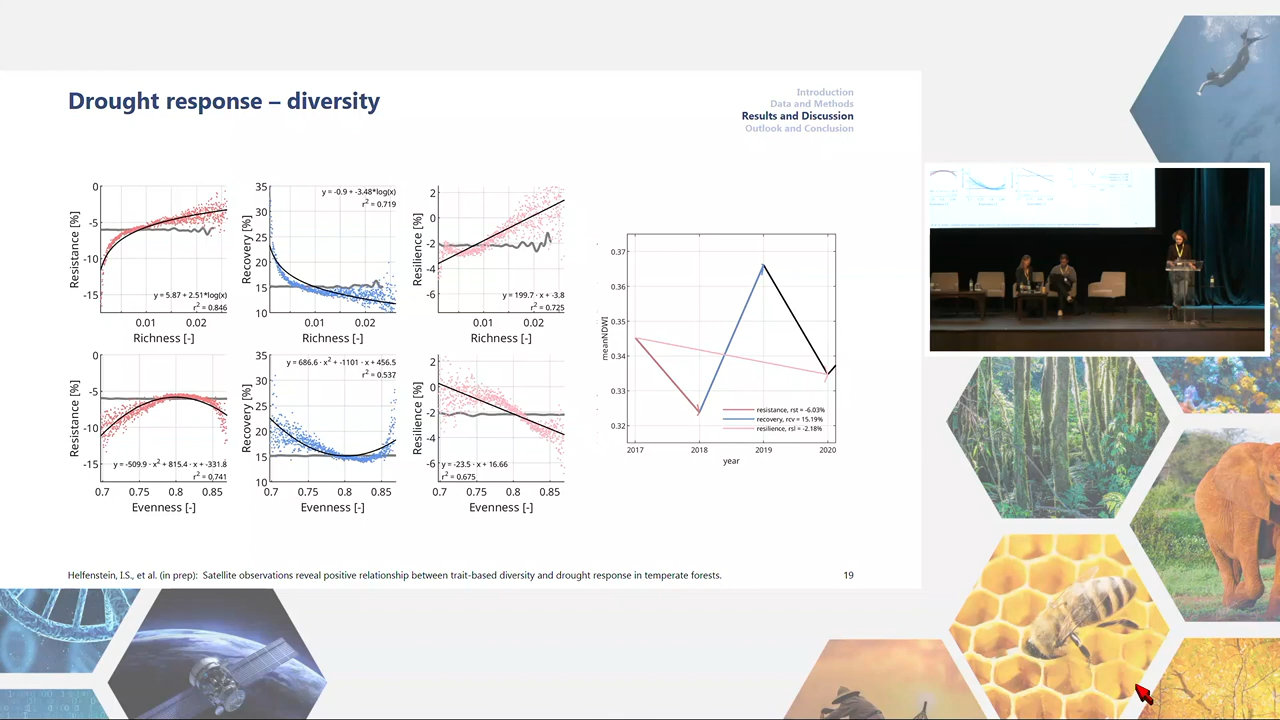 Drought response – diversity
Introduction
Data and Methods
Results and Discussion
Outlook and Conclusion
0
-5
-10
-15
Resistance [%]
y = 5.87 + 2.51*log(x)
r² = 0.846
0.01 0.02
Richness [-]
35
30
25
20
15
10
Recovery [%]
y = -0.9 + -3.48*log(x)
r² = 0.719
0.01 0.02
Richness [-]
2
0
-2
-4
-6
Resilience [%]
y = 199.7 · x + -3.8
r² = 0.725
0.01 0.02
Richness [-]
0
-5
-10
-15
Resistance [%]
y = -509.9 · x² + 815.4 · x + -331.8
r² = 0.741
0.7 0.75 0.8 0.85
Evenness [-]
35
30
25
20
15
10
Recovery [%]
y = 686.6 · x² + -1101 · x + 456.5
r² = 0.537
0.7 0.75 0.8 0.85
Evenness [-]
2
0
-2
-4
-6
Resilience [%]
y = -23.5 · x + 16.66
r² = 0.675
0.7 0.75 0.8 0.85
Evenness [-]
0.37
0.36
0.35
0.34
0.33
0.32
meanNDWI
resistance, rst = -6.03%
recovery, rcv = 15.19%
resilience, rsl = -2.18%
2017 2018 2019 2020
year
Helfenstein, I.S., et al. (in prep): Satellite observations reveal positive relationship between trait-based diversity and drought response in temperate forests.
19